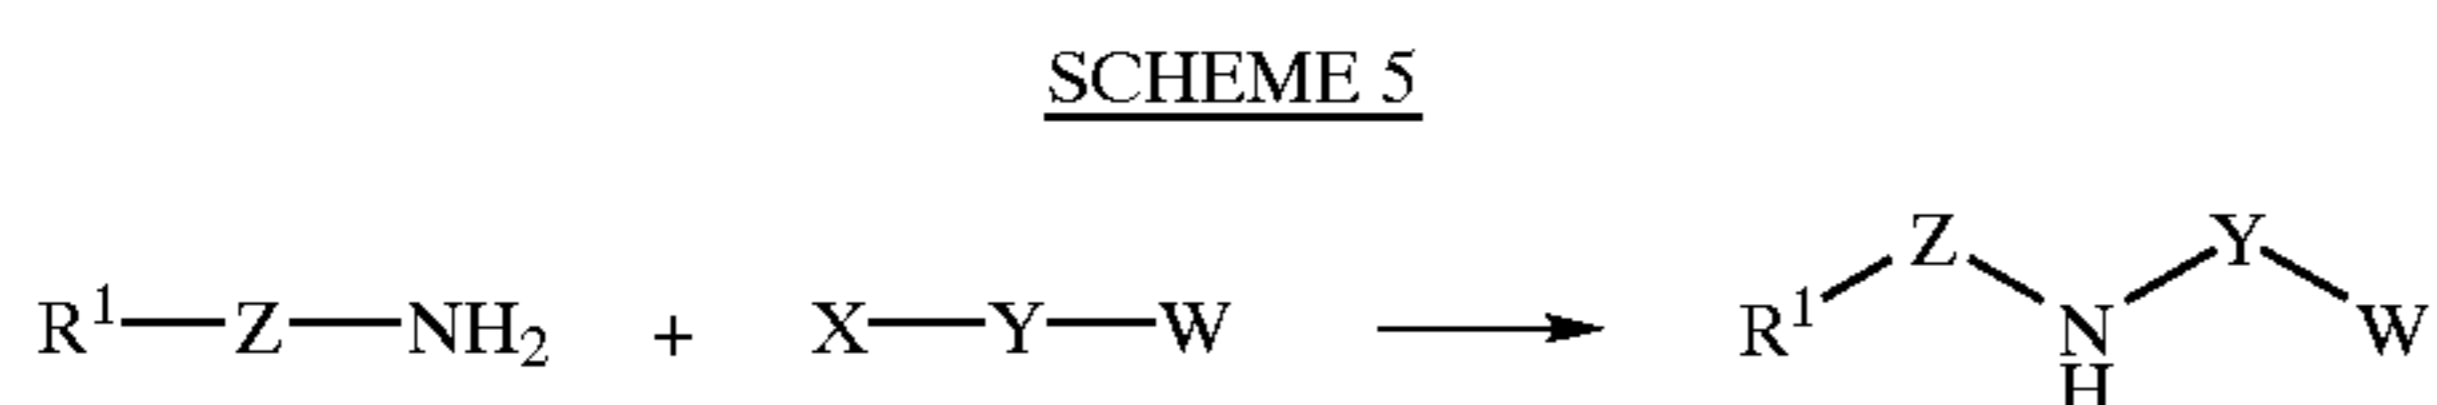 SCHEME 5
R¹—Z—NH₂ + X—Y—W ⟶ R¹ Z N H Y W